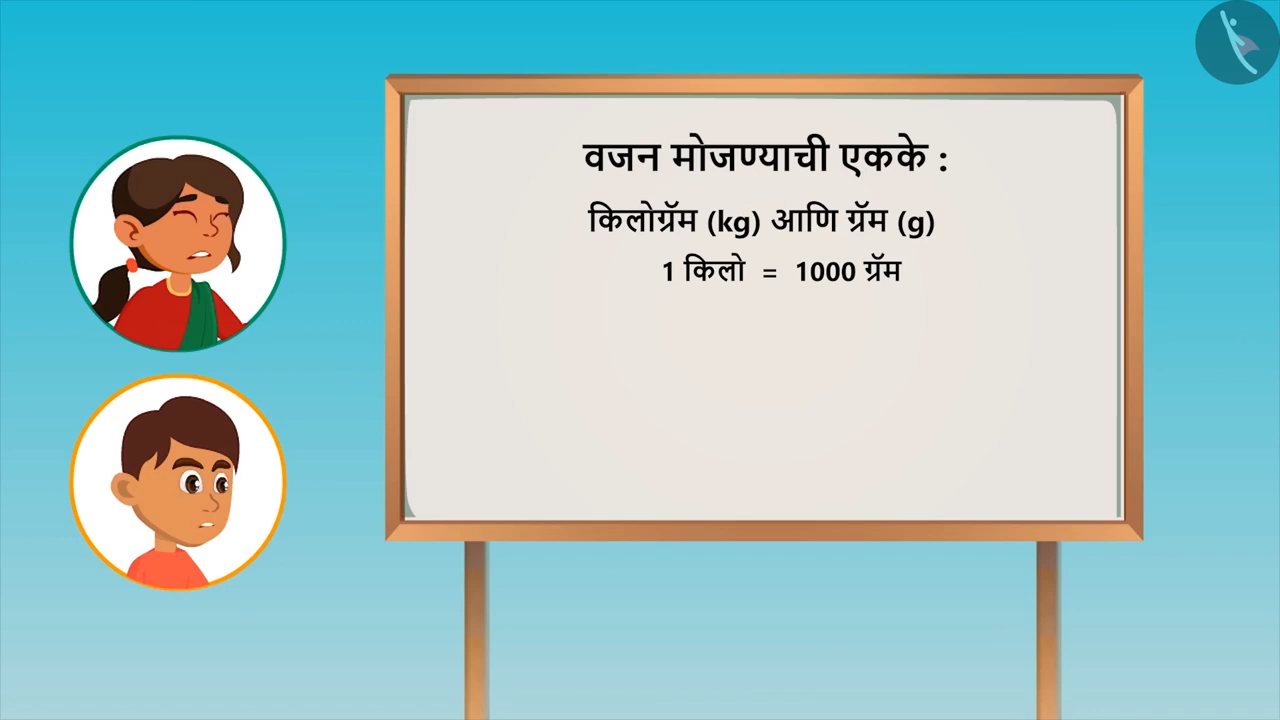 वजन मोजण्याची एकके :
किलोग्रॅम (kg) आणि ग्रॅम (g)
1 किलो = 1000 ग्रॅम